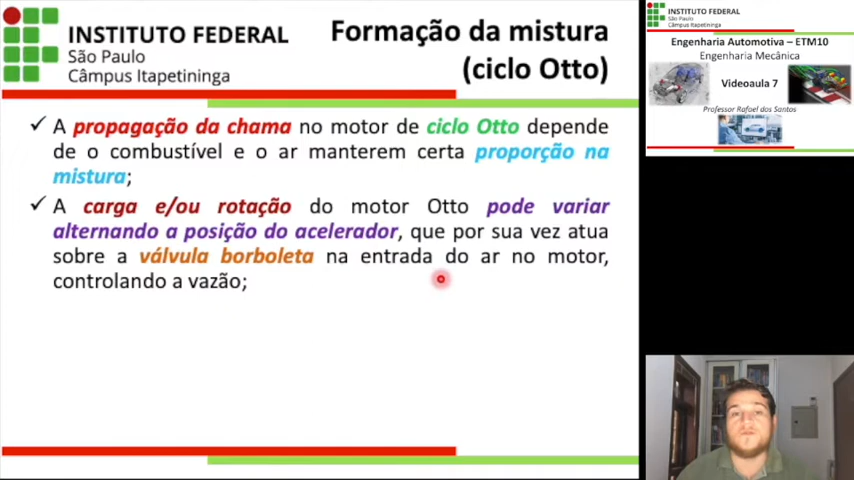 INSTITUTO FEDERAL
São Paulo
Câmpus Itapetininga
Formação da mistura
(ciclo Otto)
✓ A propagação da chama no motor de ciclo Otto depende
de o combustível e o ar manterem certa proporção na
mistura;
✓ A carga e/ou rotação do motor Otto pode variar
alternando a posição do acelerador, que por sua vez atua
sobre a válvula borboleta na entrada do ar no motor,
controlando a vazão;
INSTITUTO FEDERAL
São Paulo
Câmpus Itapetininga
Engenharia Automotiva – ETM10
Engenharia Mecânica
Videoaula 7
Professor Rafael dos Santos